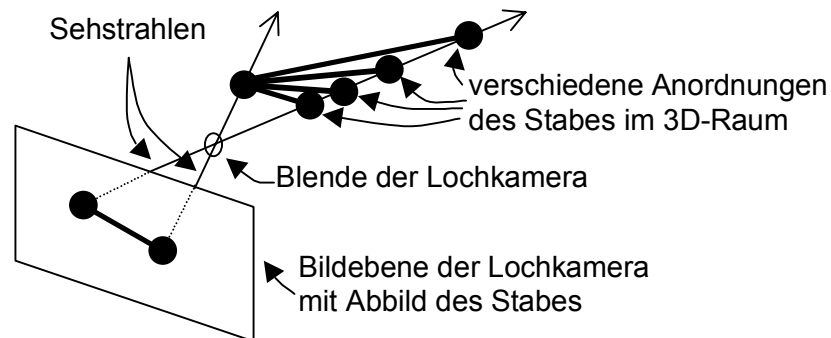 Sehstrahlen
verschiedene Anordnungen
des Stabes im 3D-Raum
Blende der Lochkamera
Bildebene der Lochkamera
mit Abbild des Stabes